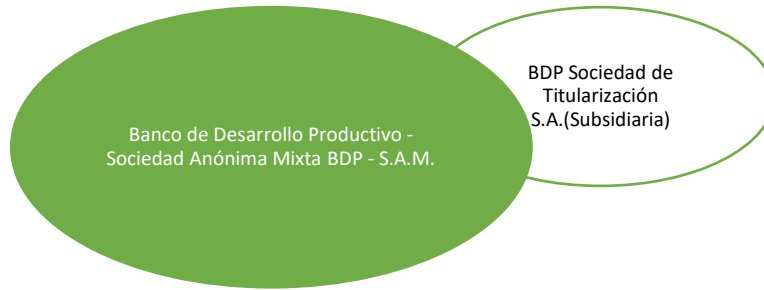 Banco de Desarrollo Productivo -
Sociedad Anónima Mixta BDP - S.A.M.
BDP Sociedad de
Titularización
S.A.(Subsidiaria)